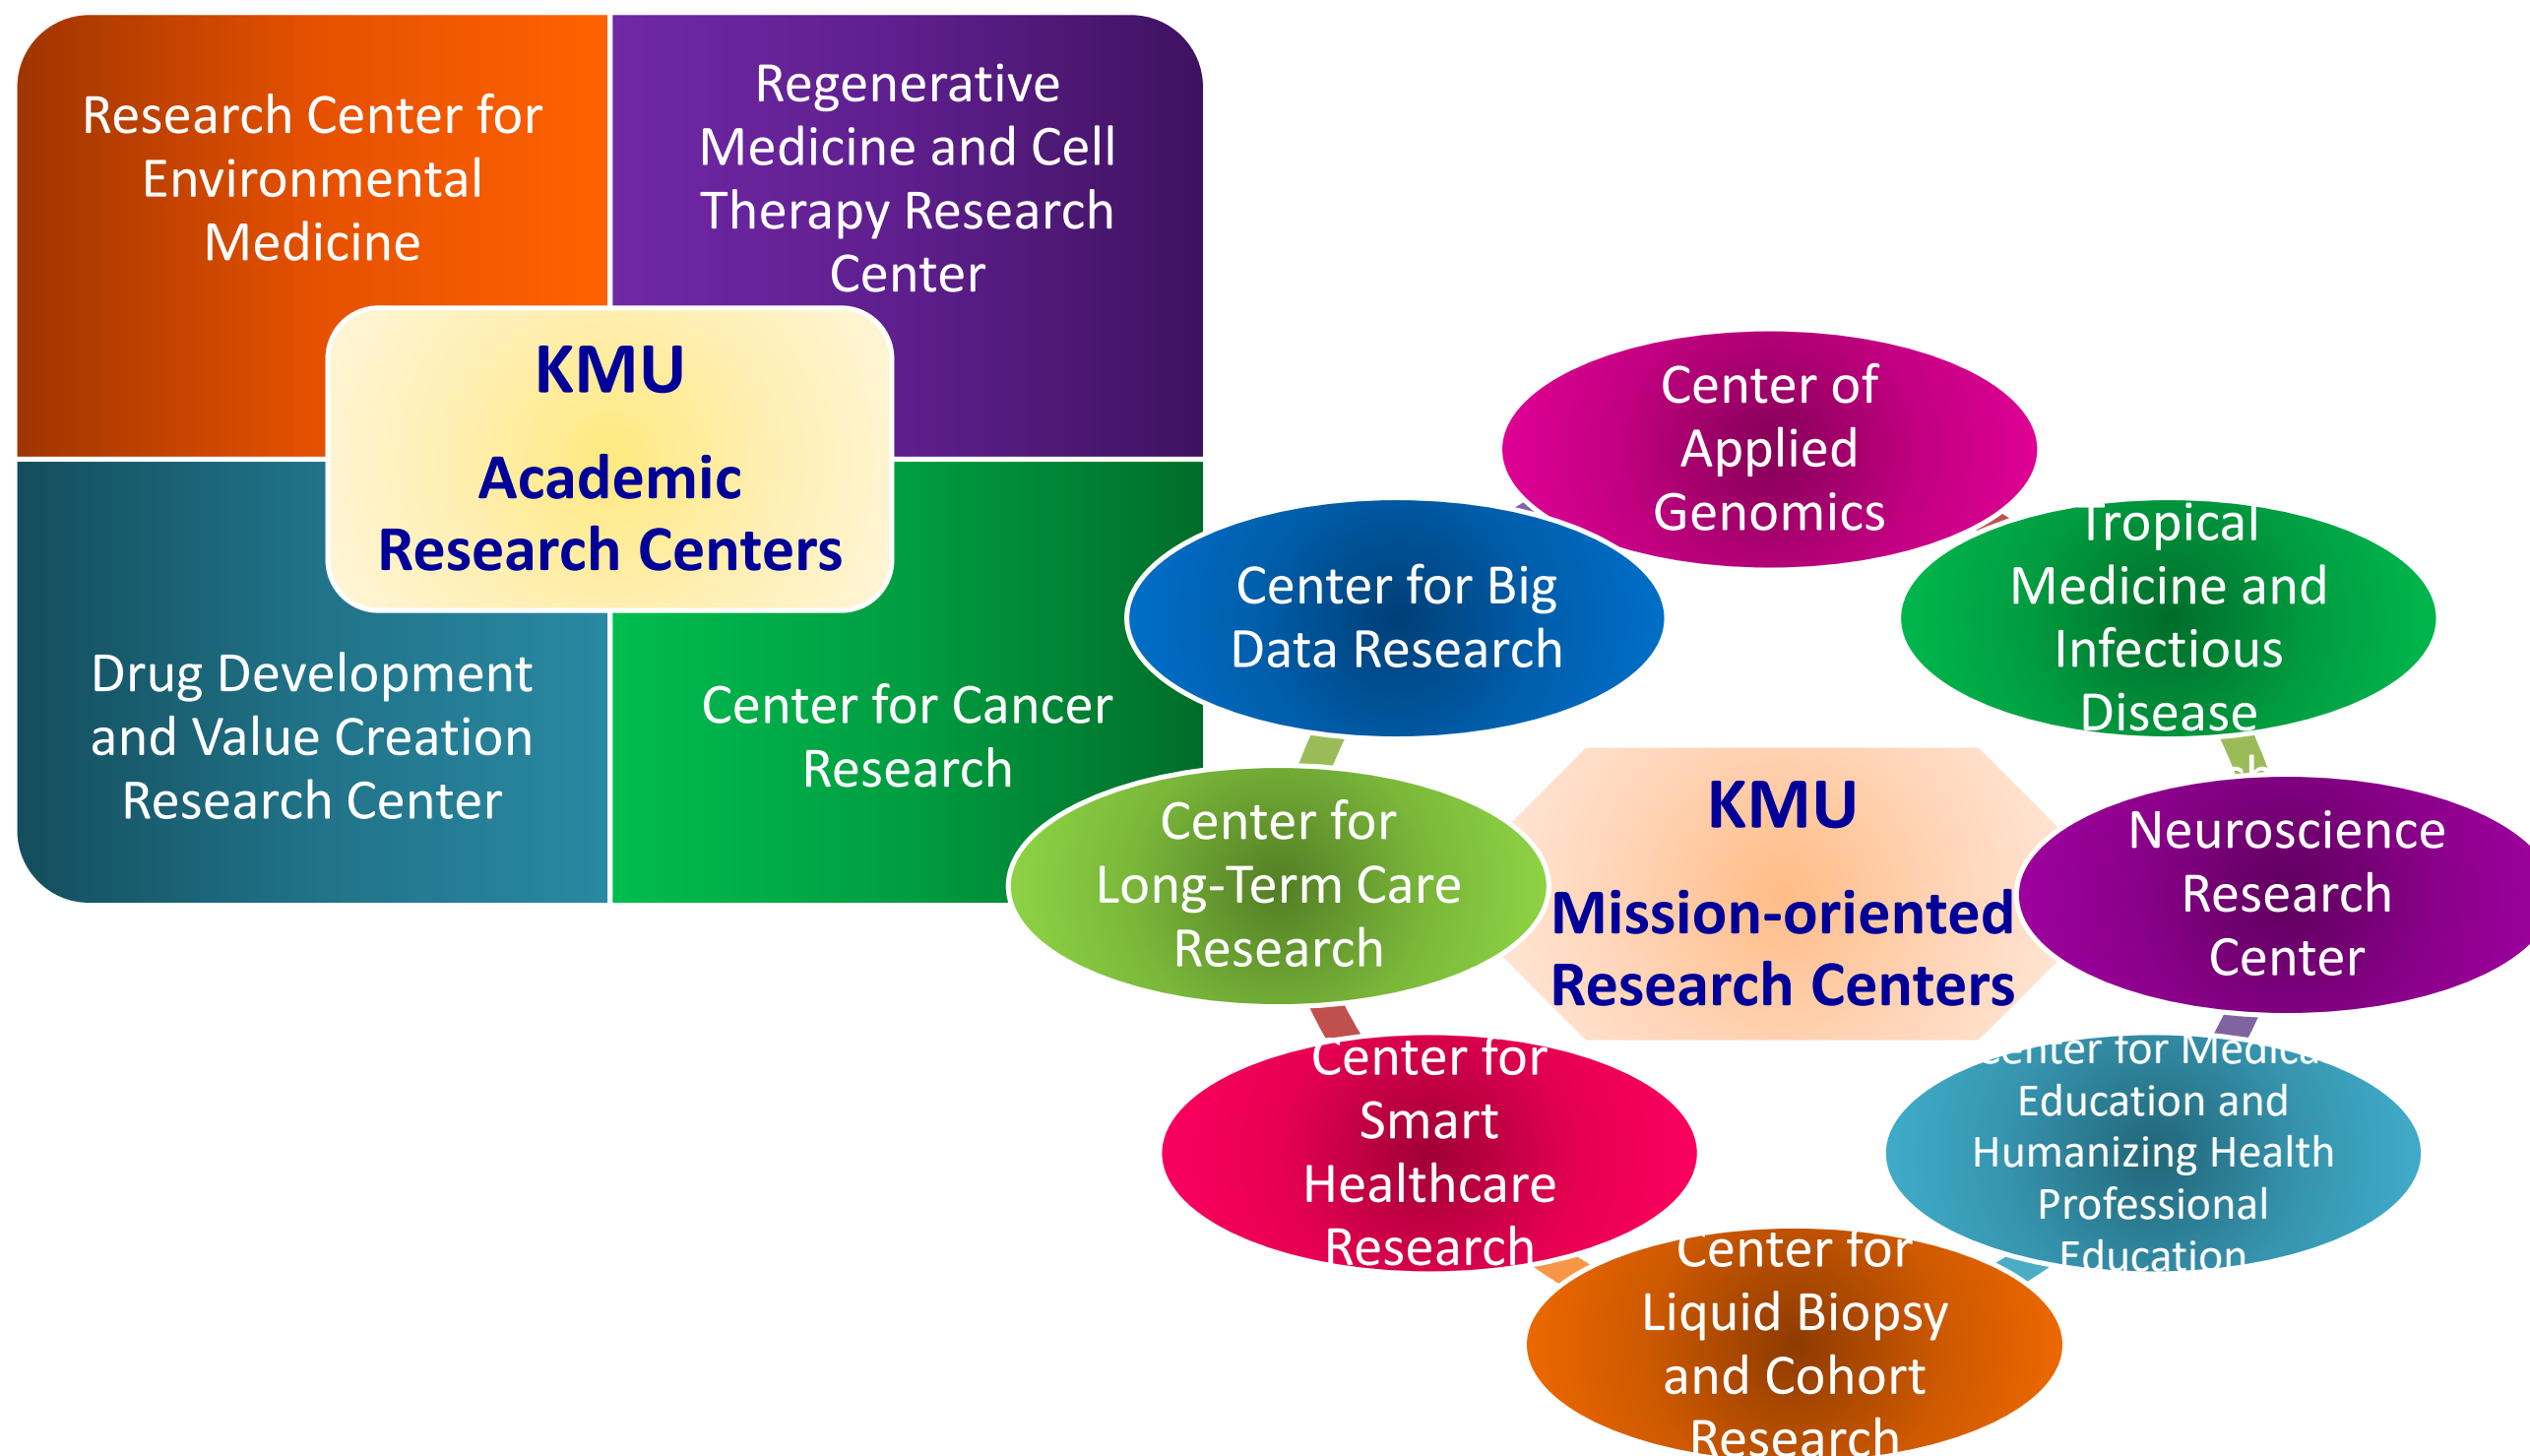 Research Center for
Environmental
Medicine
Regenerative
Medicine and Cell
Therapy Research
Center
KMU
Academic
Research Centers
Drug Development
and Value Creation
Research Center
Center for Cancer
Research
Center of
Applied
Genomics
Center for Big
Data Research
Tropical
Medicine and
Infectious
Disease
Center for
Long-Term Care
Research
KMU
Mission-oriented
Research Centers
Neuroscience
Research
Center
Center for
Smart
Healthcare
Research
Center for Medical
Education and
Humanizing Health
Professional
Education
Center for
Liquid Biopsy
and Cohort
Research